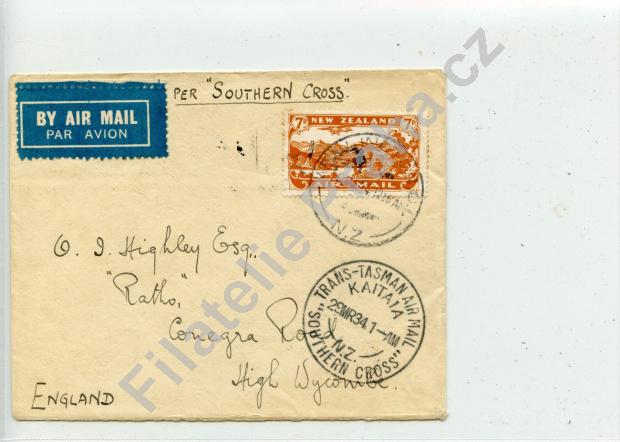 PER "SOUTHERN CROSS".
BY AIR MAIL
PAR AVION
7D NEW ZEALAND 7D
AIR MAIL
N.Z.
O. J. Highley Esq.,
"Ratho,"
Conegra Road
High Wycombe.
ENGLAND
TRANS-TASMAN AIR MAIL
"SOUTHERN CROSS"
KAITAIA
29MR34.1-AM
N.Z.
Filatelie Praha.cz